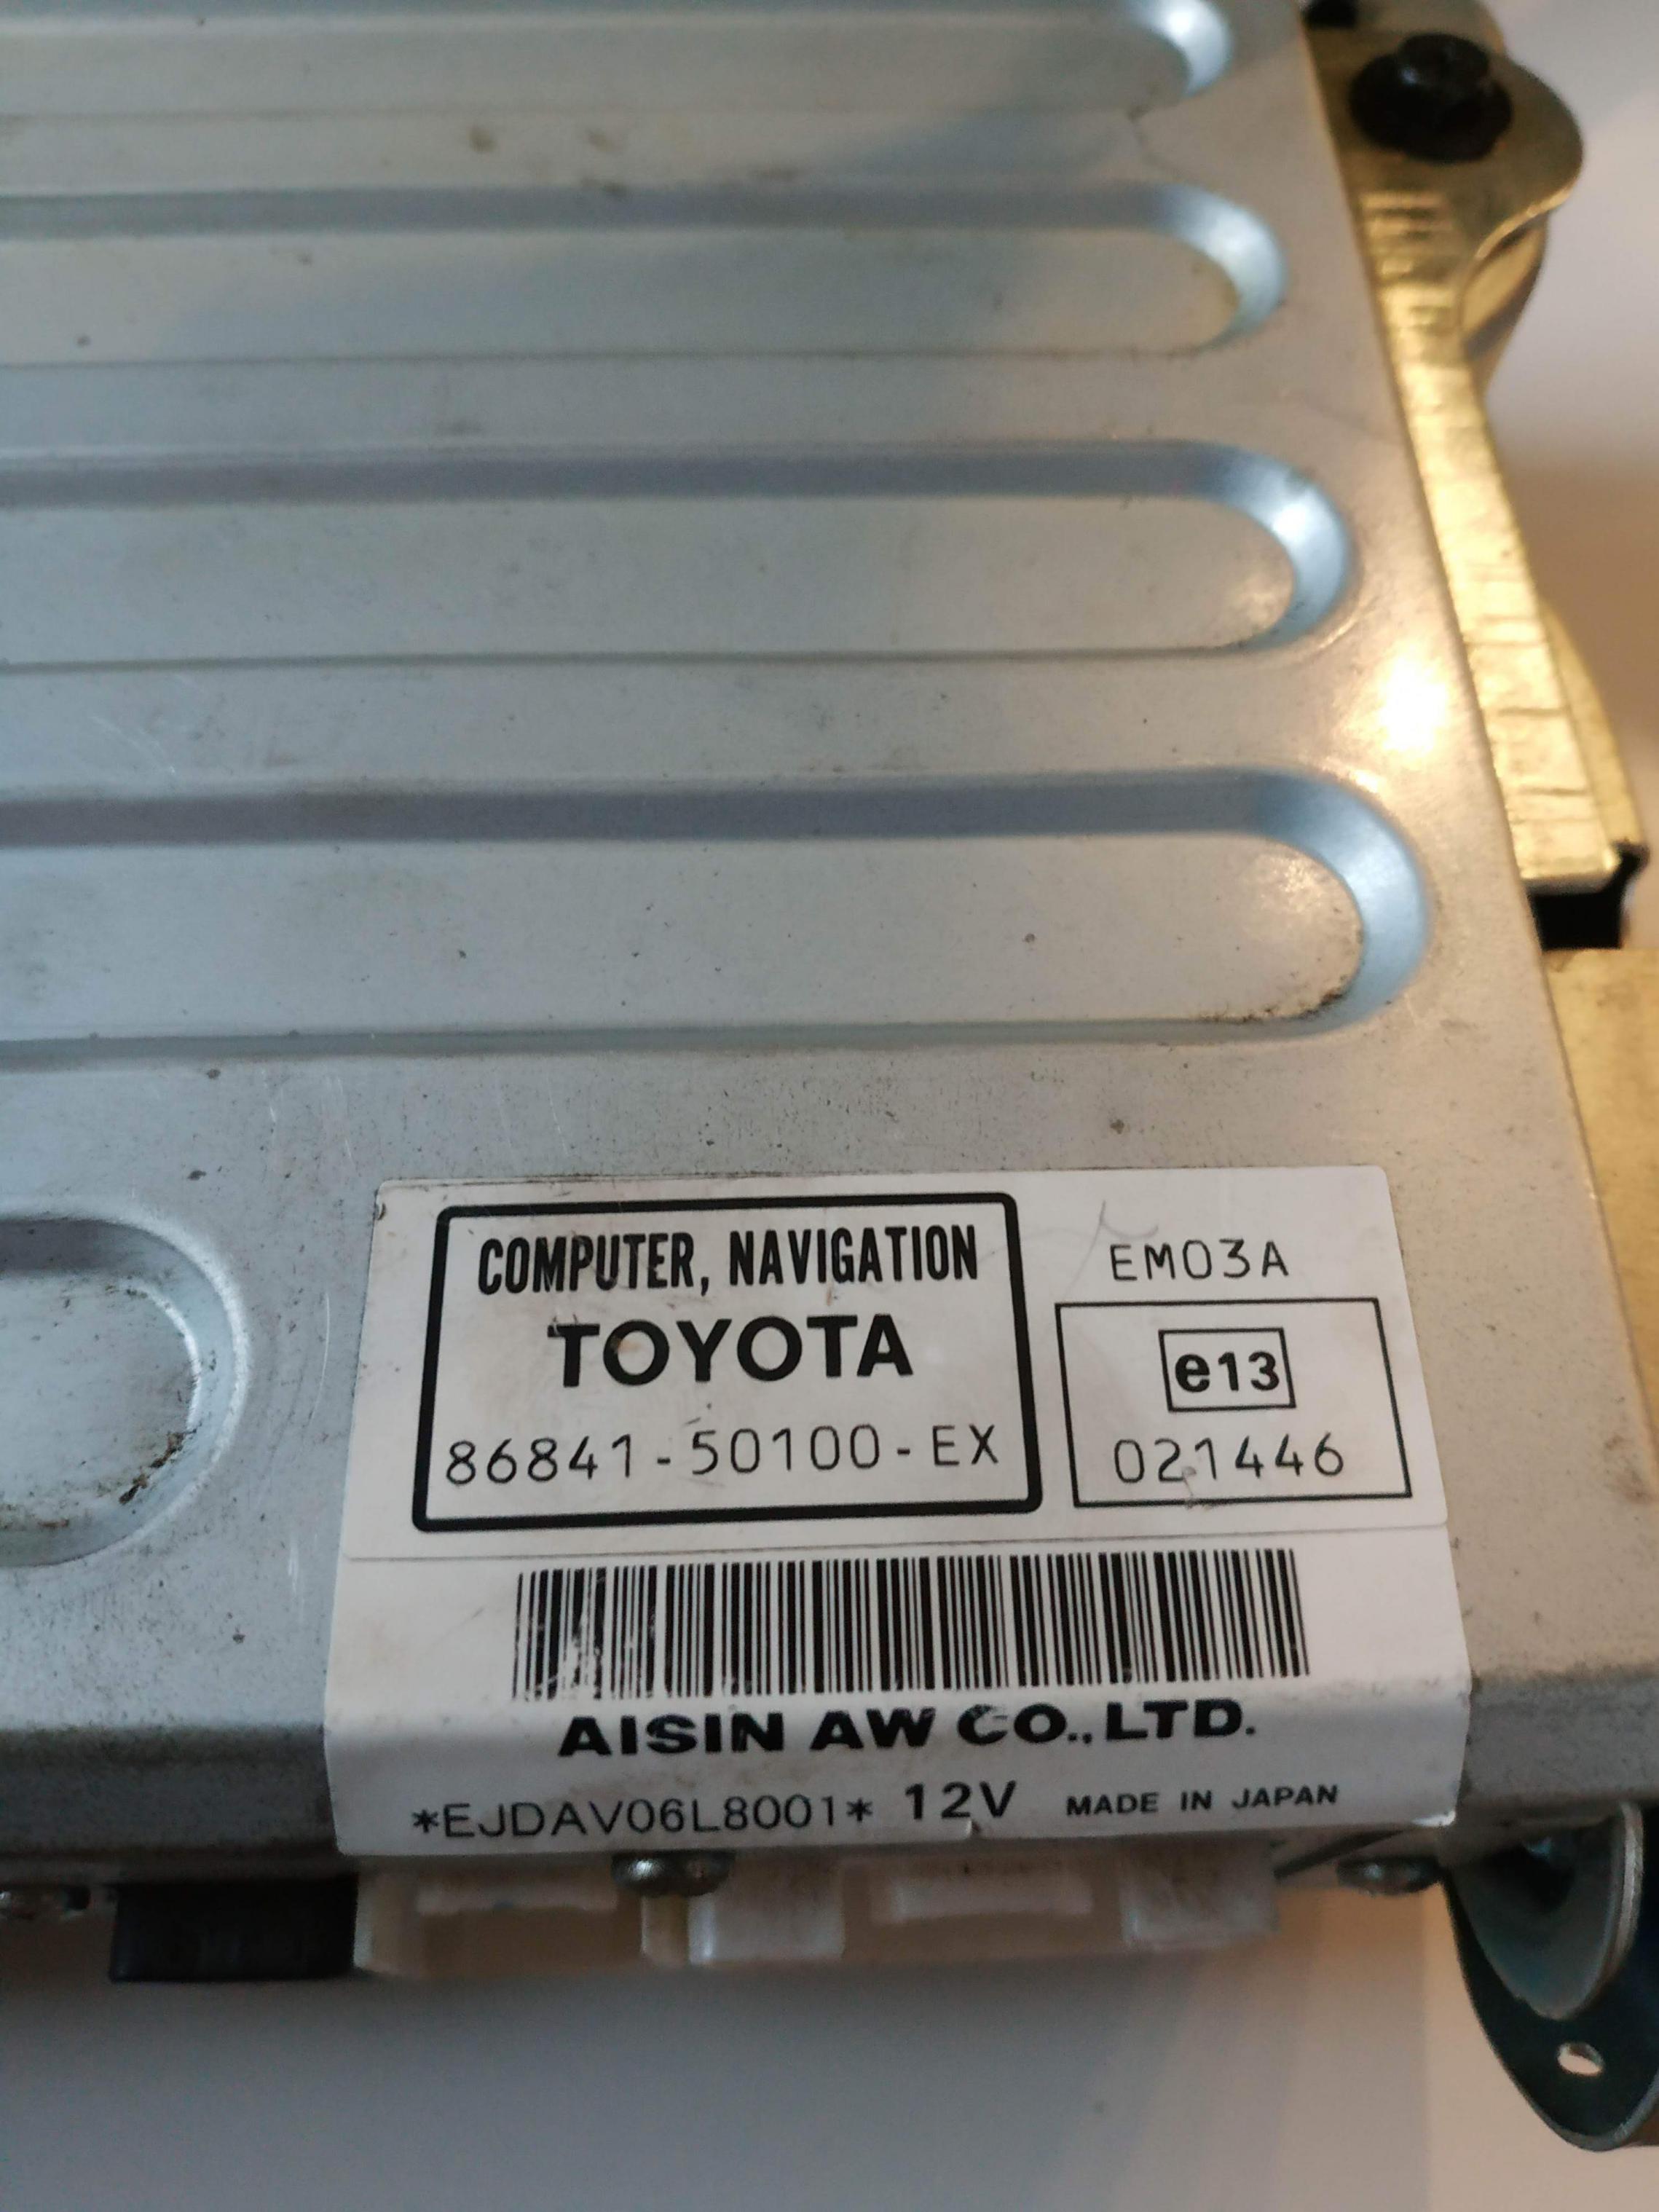 COMPUTER, NAVIGATION
TOYOTA
86841-50100-EX
EM03A
e13
021446
AISIN AW CO., LTD.
*EJDAV06L8001* 12V MADE IN JAPAN